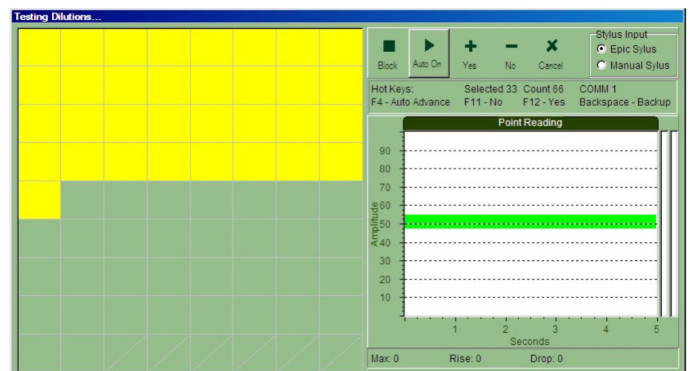 Testing Dilutions...
Block
Auto On
Yes
No
Cancel
Stylus Input
Epic Sylus
Manual Sylus
Hot Keys: Selected 33 Count 66 COMM 1
F4 - Auto Advance F11 - No F12 - Yes Backspace - Backup
Point Reading
Amplitude
90
80
70
60
50
40
30
20
10
1 2 3 4 5
Seconds
Max: 0 Rise: 0 Drop: 0